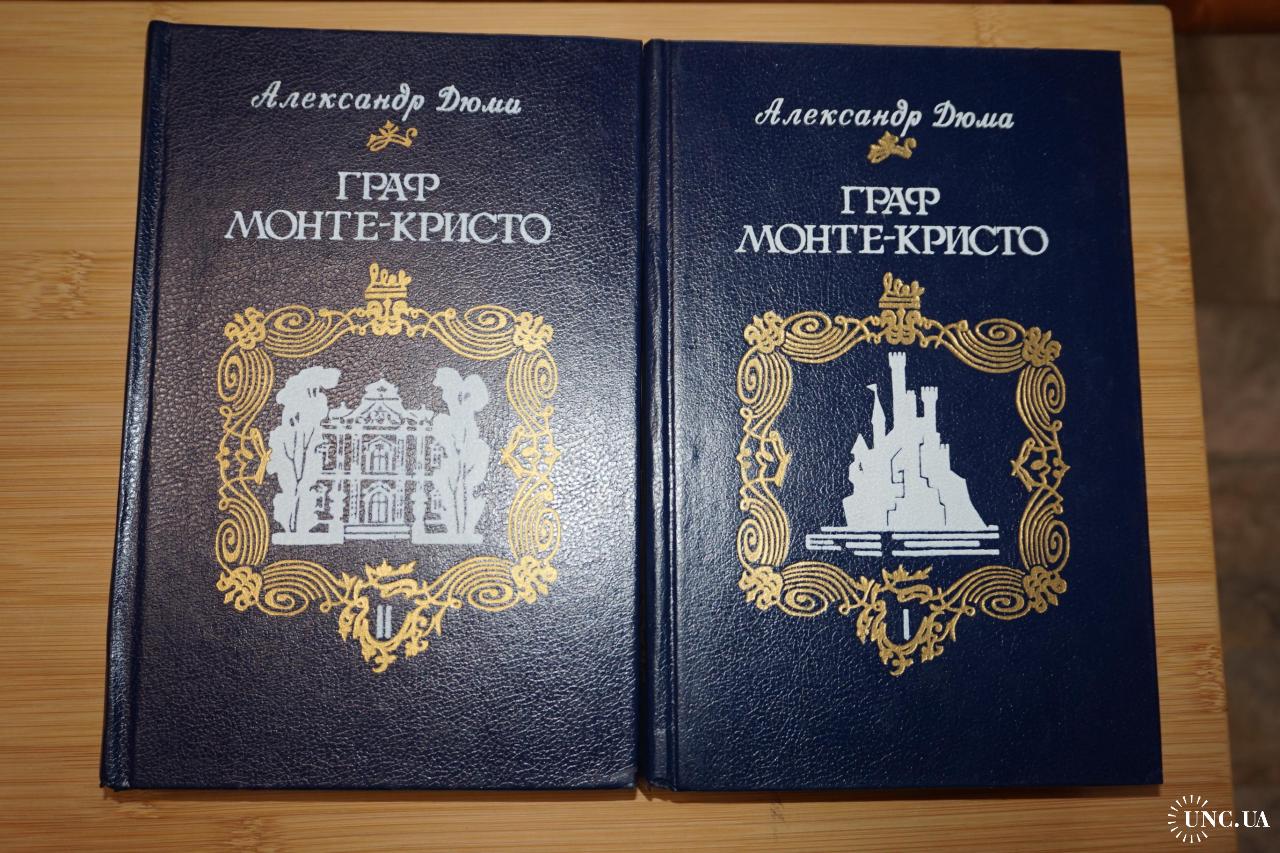 Александр Дюма
ГРАФ
МОНТЕ-КРИСТО
II
Александр Дюма
ГРАФ
МОНТЕ-КРИСТО
I
UNC.UA